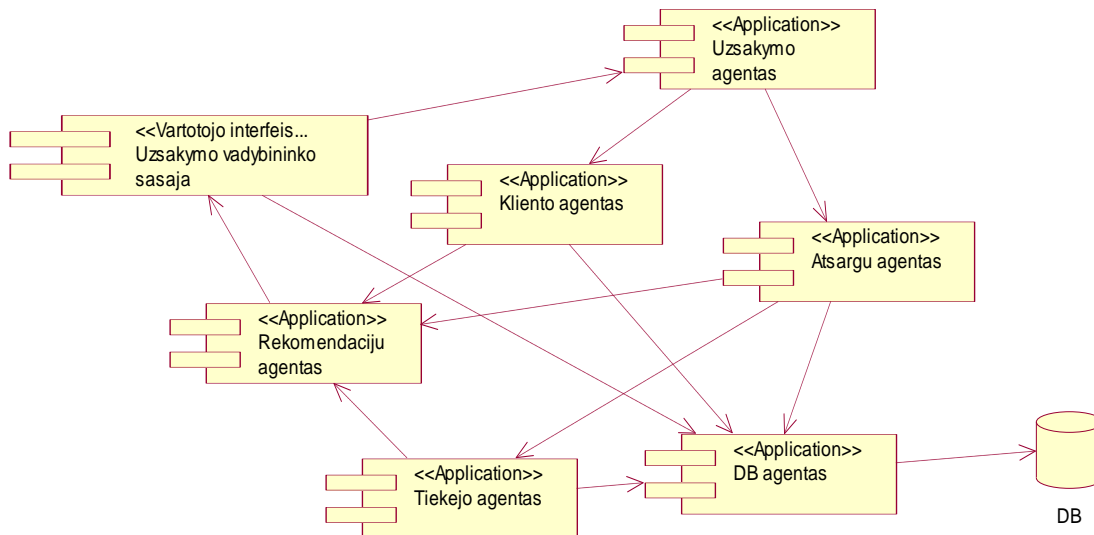 <<Application>>
Uzsakymo
agentas
<<Vartotojo interfeis...
Uzsakymo vadybininko
sasaja
<<Application>>
Kliento agentas
<<Application>>
Atsargu agentas
<<Application>>
Rekomendaciju
agentas
<<Application>>
DB agentas
<<Application>>
Tiekejo agentas
DB